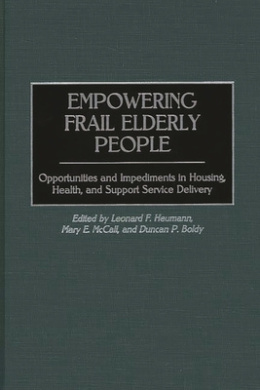 EMPOWERING
FRAIL ELDERLY
PEOPLE
Opportunities and Impediments in Housing,
Health, and Support Service Delivery
Edited by Leonard F. Heumann,
Mary E. McCall, and Duncan P. Boldy